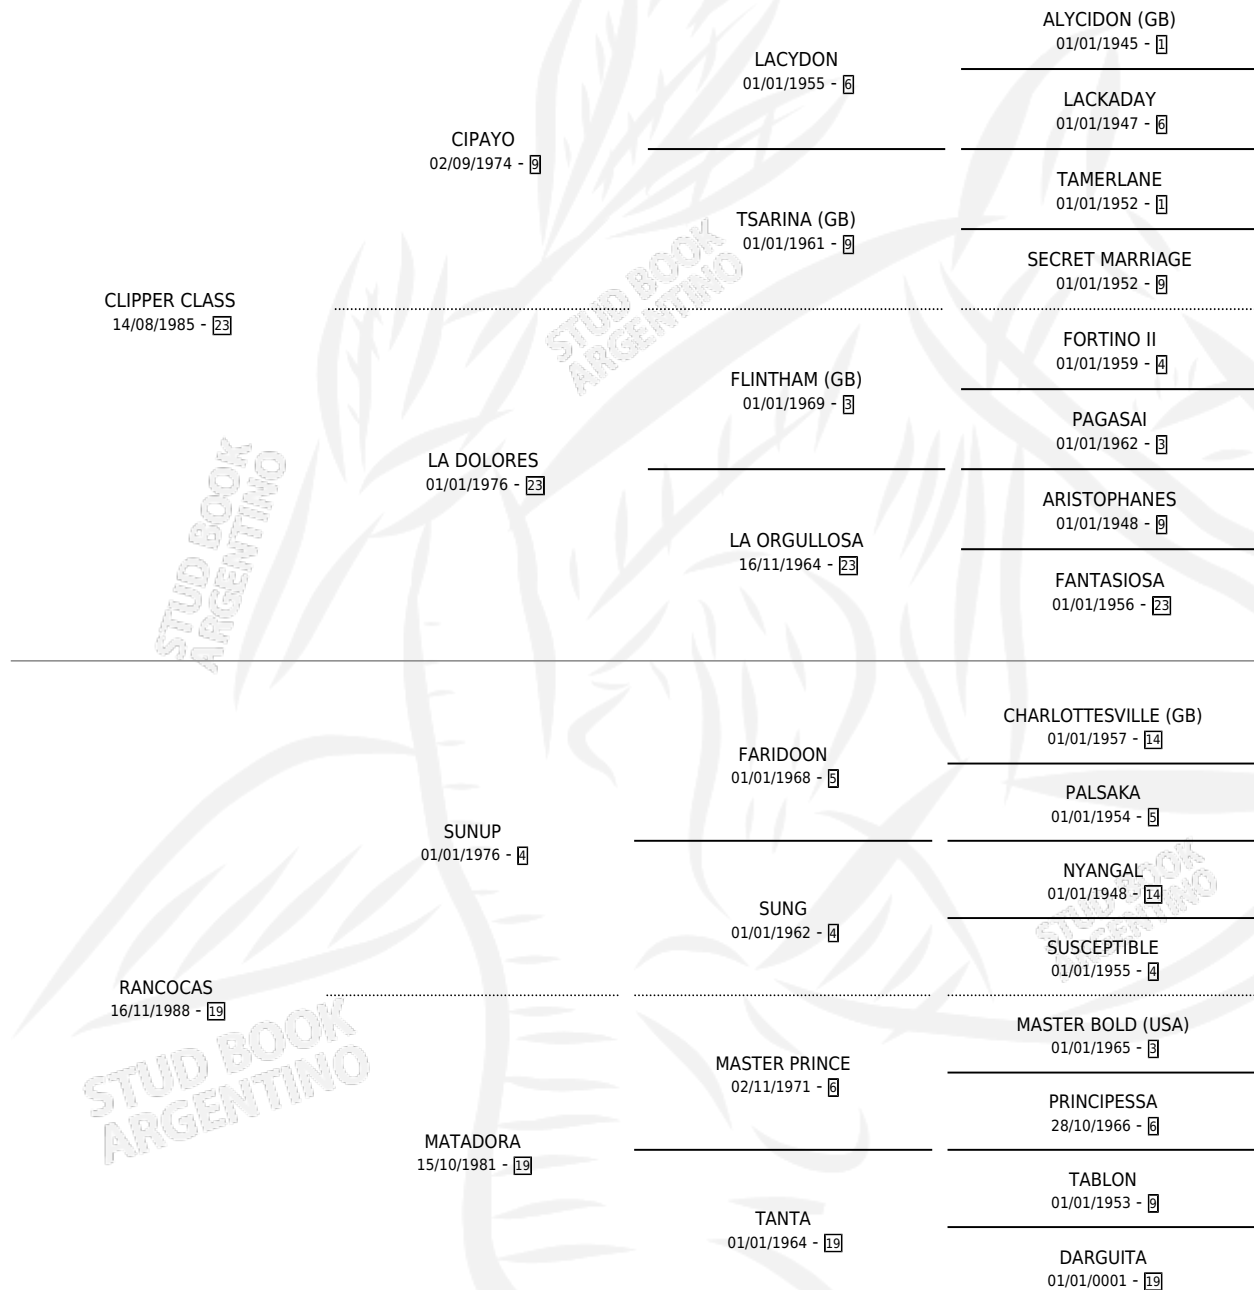 ALYCIDON (GB)
01/01/1945 - 1
LACYDON
01/01/1955 - 6
LACKADAY
01/01/1947 - 6
CIPAYO
02/09/1974 - 9
TAMERLANE
01/01/1952 - 1
TSARINA (GB)
01/01/1961 - 9
SECRET MARRIAGE
01/01/1952 - 9
CLIPPER CLASS
14/08/1985 - 23
STUD BOOK
ARGENTINO
FORTINO II
01/01/1959 - 4
FLINTHAM (GB)
01/01/1969 - 3
PAGASAI
01/01/1962 - 3
LA DOLORES
01/01/1976 - 23
ARISTOPHANES
01/01/1948 - 9
LA ORGULLOSA
16/11/1964 - 23
FANTASIOSA
01/01/1956 - 23
STUD BOOK
ARGENTINO
CHARLOTTESVILLE (GB)
01/01/1957 - 14
FARIDOON
01/01/1968 - 5
PALSAKA
01/01/1954 - 5
SUNUP
01/01/1976 - 4
NYANGAL
01/01/1948 - 14
SUNG
01/01/1962 - 4
SUSCEPTIBLE
01/01/1955 - 4
STUD BOOK
ARGENTINO
RANCOCAS
16/11/1988 - 19
STUD BOOK
ARGENTINO
MASTER BOLD (USA)
01/01/1965 - 3
MASTER PRINCE
02/11/1971 - 6
PRINCIPESSA
28/10/1966 - 6
MATADORA
15/10/1981 - 19
TABLON
01/01/1953 - 9
TANTA
01/01/1964 - 19
DARGUITA
01/01/0001 - 19